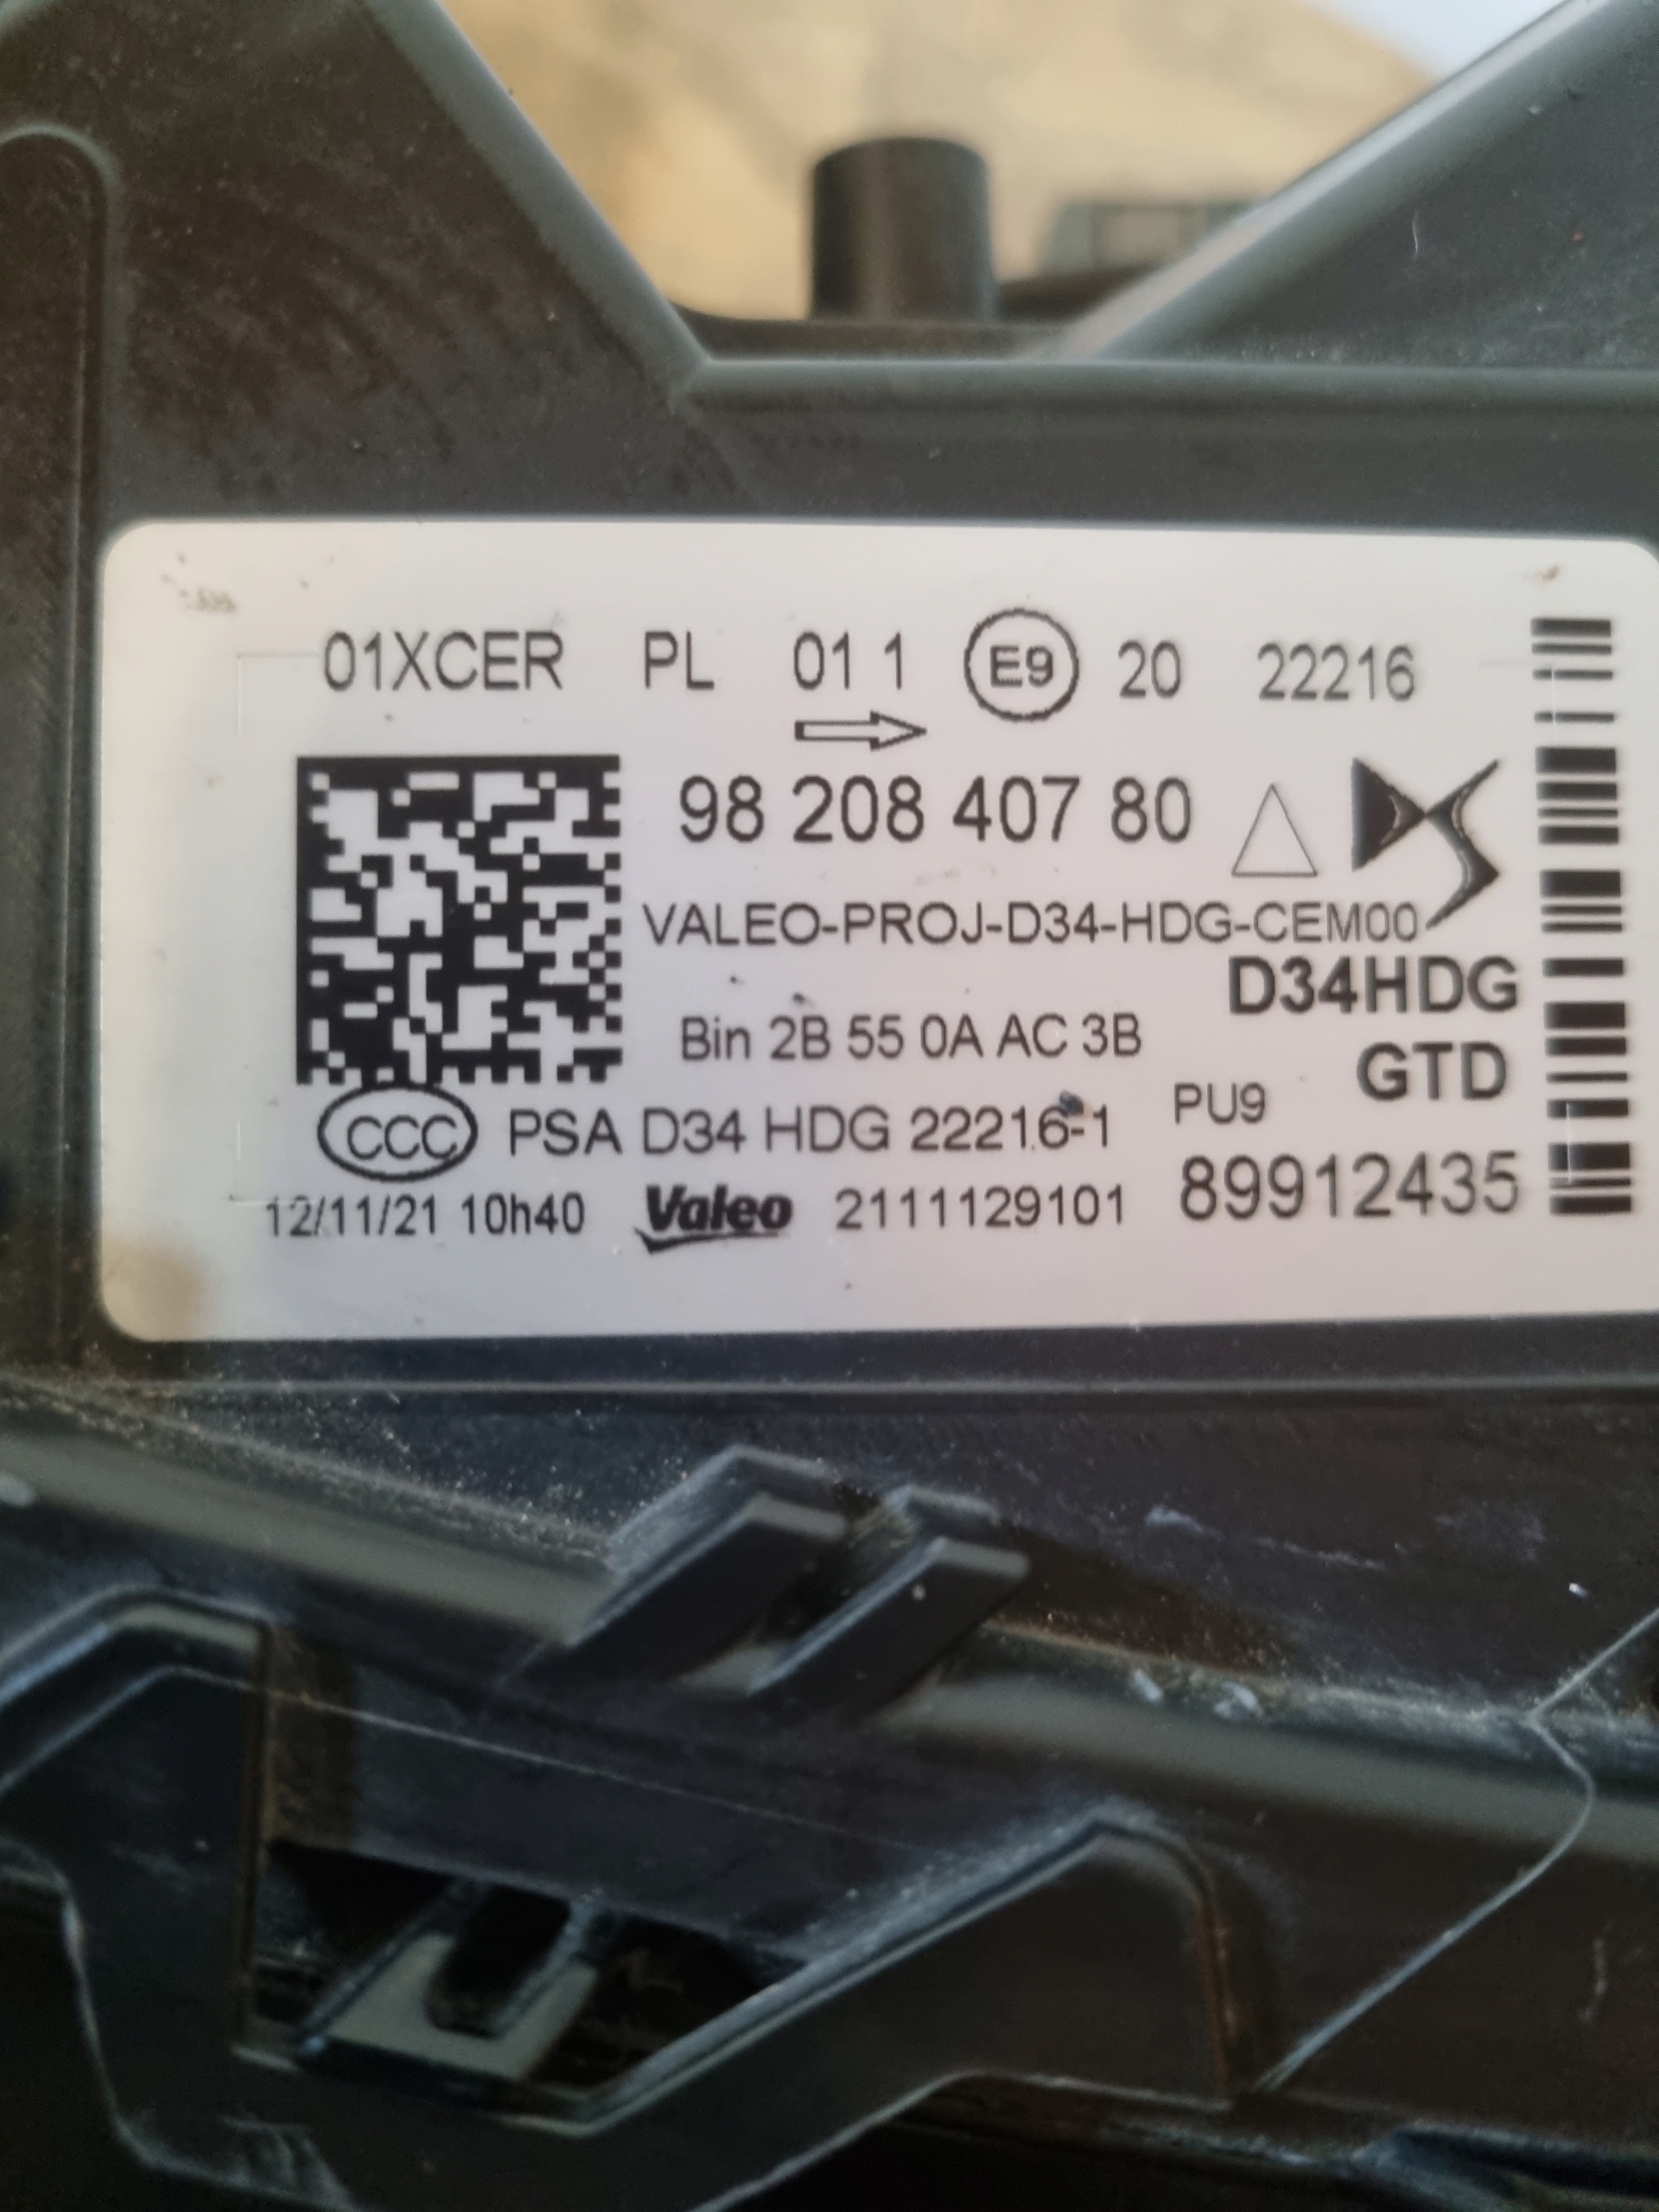 01XCER PL 01 1 E9 20 22216
98 208 407 80
VALEO-PROJ-D34-HDG-CEM00
D34HDG
Bin 2B 55 0A AC 3B
GTD
CCC PSA D34 HDG 22216-1 PU9
12/11/21 10h40 Valeo 2111129101 89912435